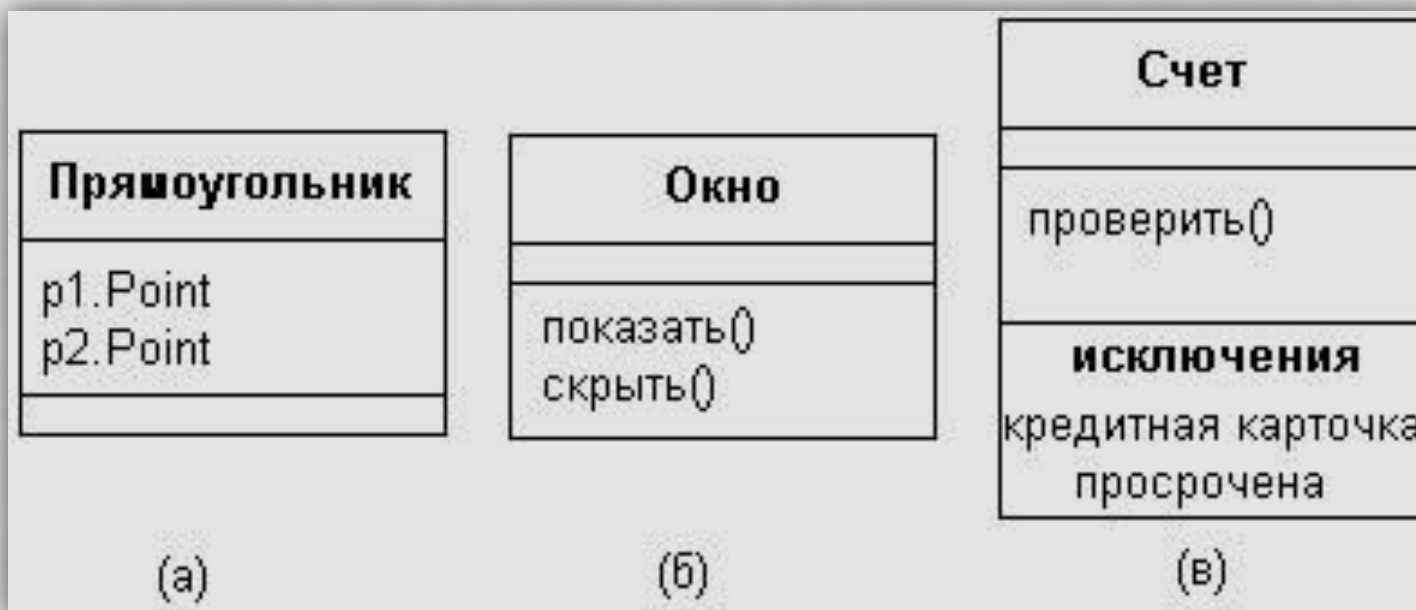 Прямоугольник
p1.Point
p2.Point
(а)
Окно
показать()
скрыть()
(б)
Счет
проверить()
исключения
кредитная карточка
просрочена
(в)